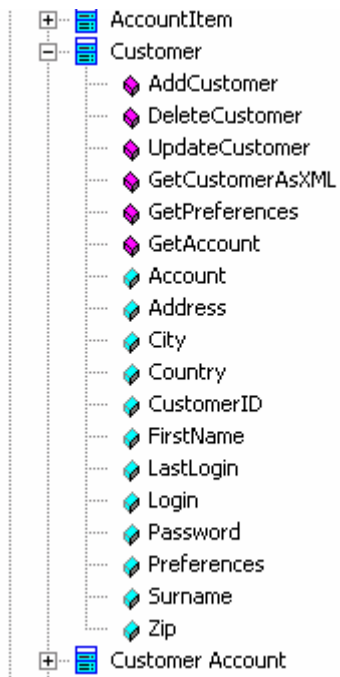 AccountItem
Customer
AddCustomer
DeleteCustomer
UpdateCustomer
GetCustomerAsXML
GetPreferences
GetAccount
Account
Address
City
Country
CustomerID
FirstName
LastLogin
Login
Password
Preferences
Surname
Zip
Customer Account